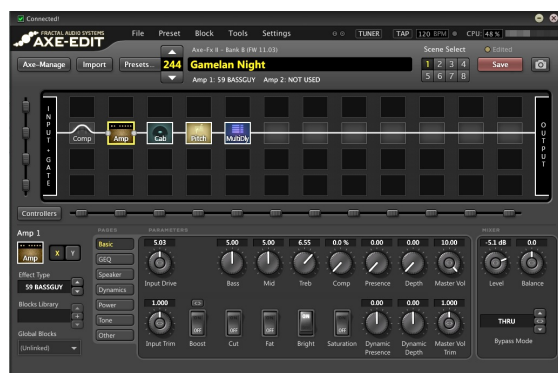 Connected!
FRACTAL AUDIO SYSTEMS
AXE-EDIT
File Preset Block Tools Settings
TUNER TAP 120 BPM CPU: 48 %
Axe-Manage Import Presets... 244
Axe-Fx II - Bank B (FW 11.03)
Gamelan Night
Amp 1: 59 BASSGUY Amp 2: NOT USED
Scene Select Edited
1 2 3 4
5 6 7 8
Save
INPUT + GATE
Comp Amp Cab Pitch MultiDly
OUTPUT
Controllers
Amp 1
Amp X Y
Effect Type
59 BASSGUY
Blocks Library
Global Blocks
(Unlinked)
PAGES
Basic
GEQ
Speaker
Dynamics
Power
Tone
Other
PARAMETERS
5.03 5.00 5.00 6.55 0.0 % 0.00 0.00 10.00
Input Drive Bass Mid Treb Comp Presence Depth Master Vol
1.000 0.00 0.00 1.000
OFF OFF OFF OFF
Input Trim Boost Cut Fat Bright Saturation Dynamic Presence Dynamic Depth Master Vol Trim
MIXER
-5.1 dB 0.0
Level Balance
THRU
Bypass Mode